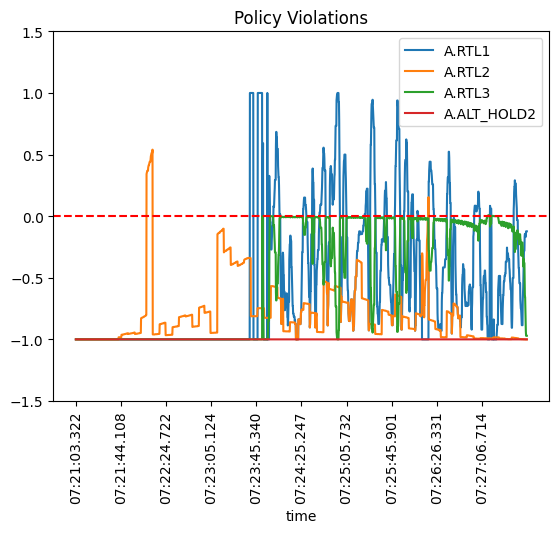 Policy Violations
A.RTL1
A.RTL2
A.RTL3
A.ALT_HOLD2
1.5
1.0
0.5
0.0
−0.5
−1.0
−1.5
07:21:03.322
07:21:44.108
07:22:24.722
07:23:05.124
07:23:45.340
07:24:25.247
07:25:05.732
07:25:45.901
07:26:26.331
07:27:06.714
time